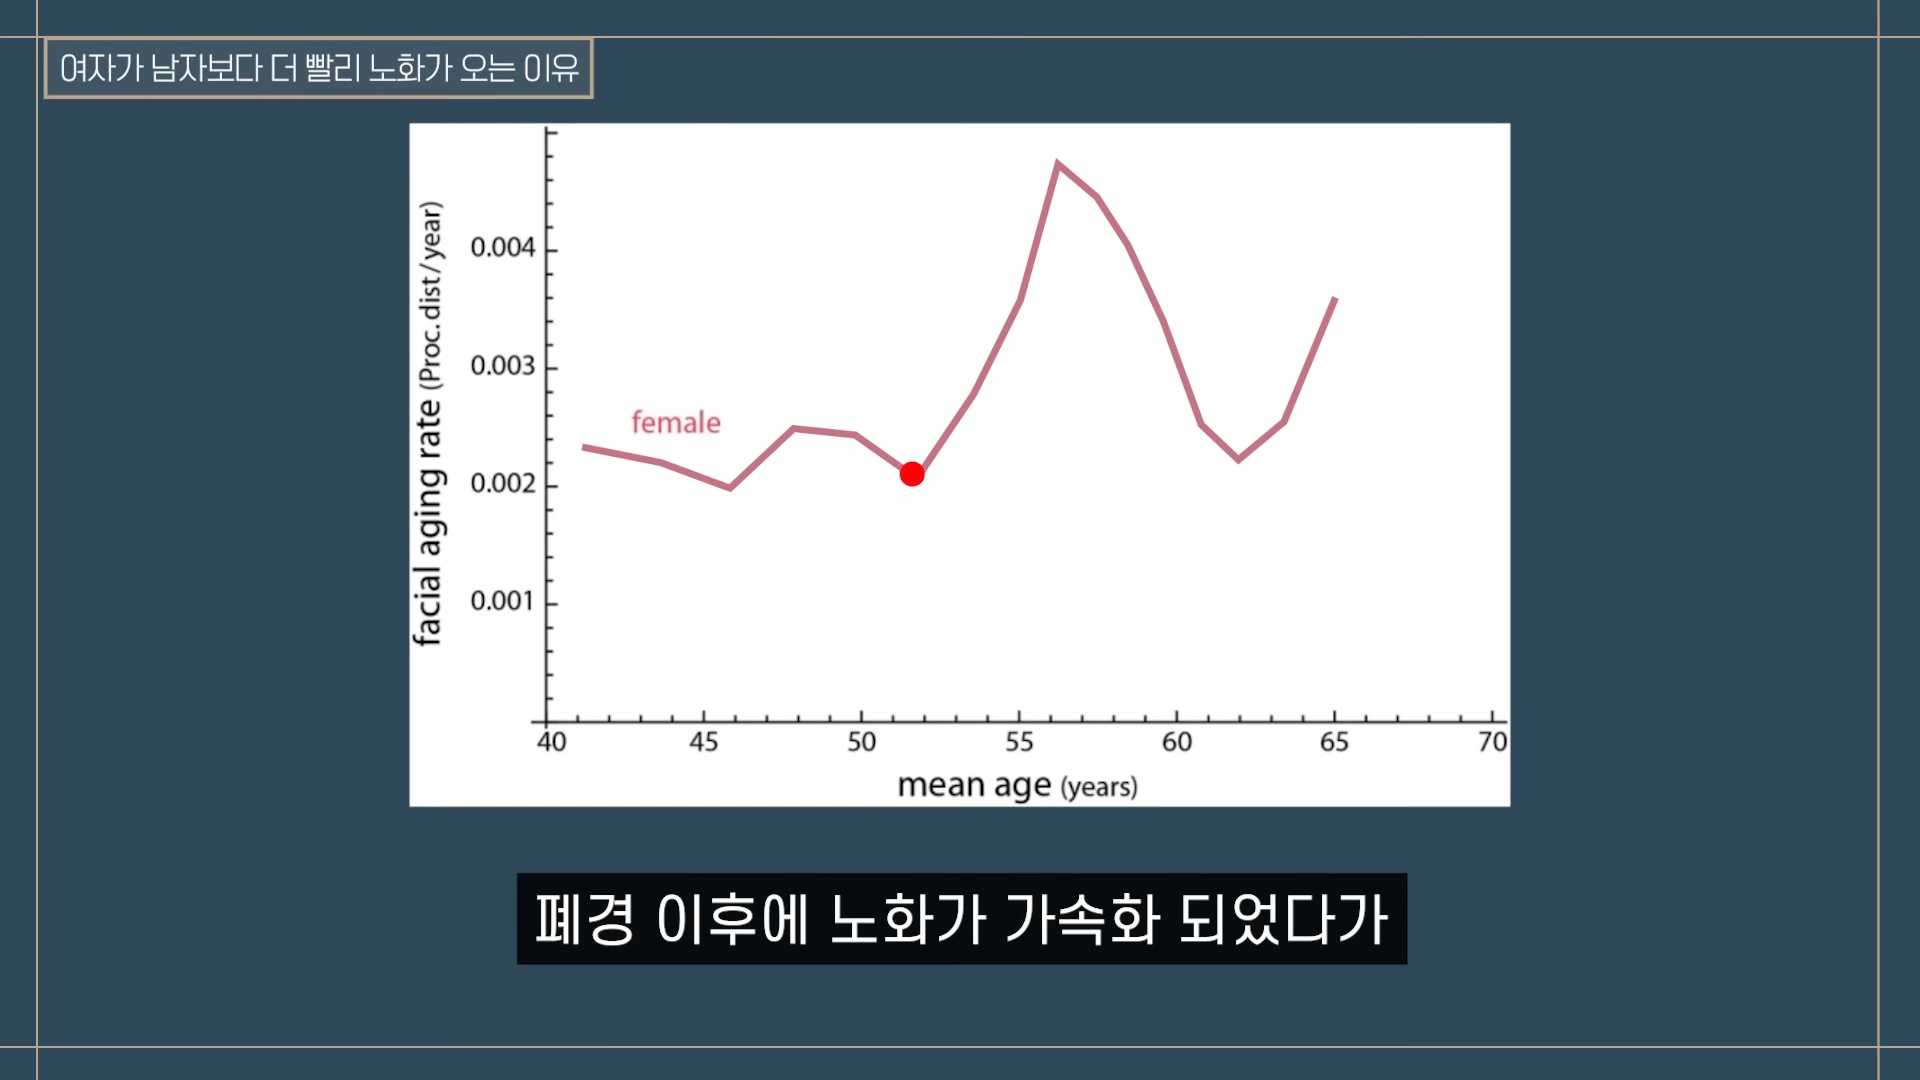 여자가 남자보다 더 빨리 노화가 오는 이유
facial aging rate (Proc.dist/year)
0.004
0.003
0.002
0.001
female
40 45 50 55 60 65 70
mean age (years)
폐경 이후에 노화가 가속화 되었다가